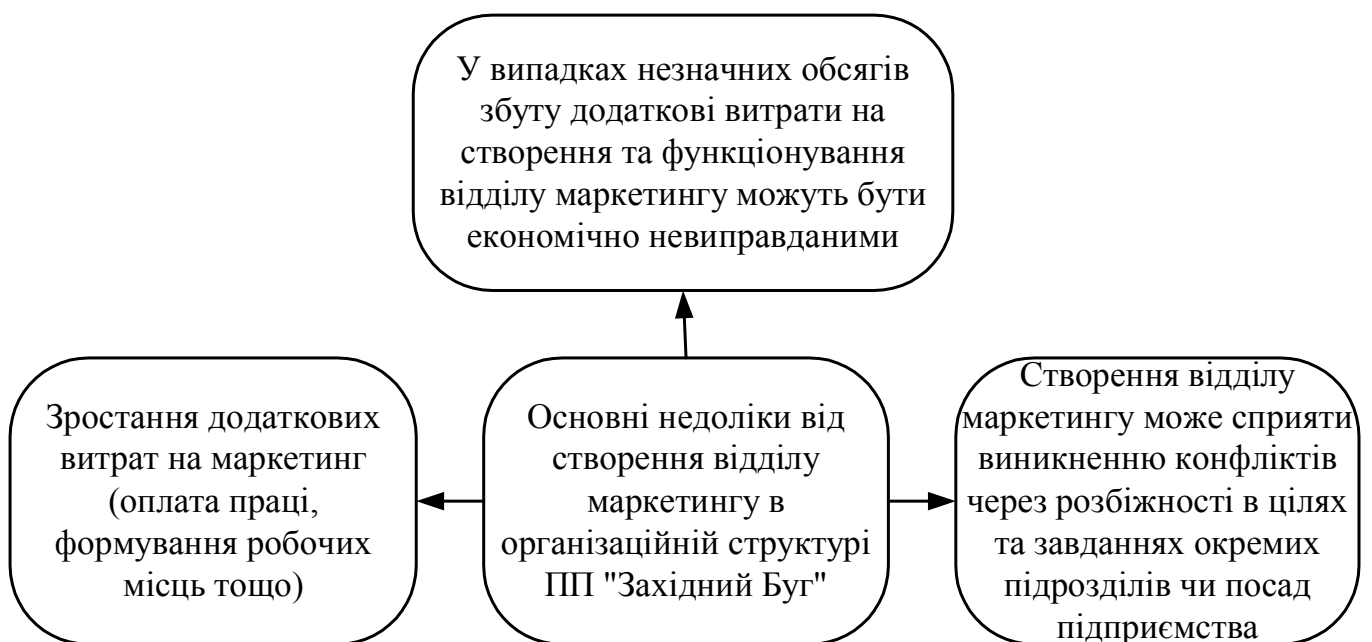 У випадках незначних обсягів
збуту додаткові витрати на
створення та функціонування
відділу маркетингу можуть бути
економічно невиправданими
Зростання додаткових
витрат на маркетинг
(оплата праці,
формування робочих
місць тощо)
Основні недоліки від
створення відділу
маркетингу в
організаційній структурі
ПП "Західний Буг"
Створення відділу
маркетингу може сприяти
виникненню конфліктів
через розбіжності в цілях
та завданнях окремих
підрозділів чи посад
підприємства